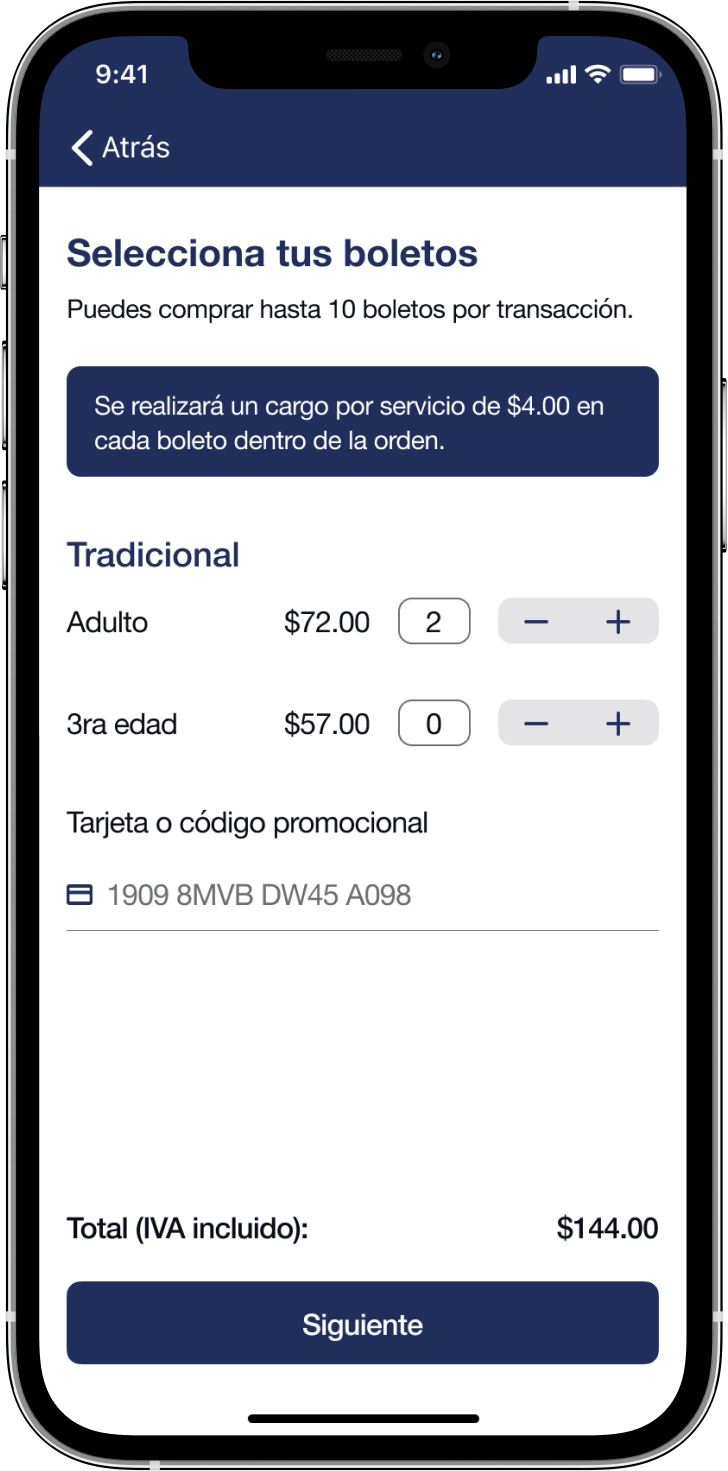 9:41
Atrás
Selecciona tus boletos
Puedes comprar hasta 10 boletos por transacción.
Se realizará un cargo por servicio de $4.00 en
cada boleto dentro de la orden.
Tradicional
Adulto $72.00 2 − +
3ra edad $57.00 0 − +
Tarjeta o código promocional
1909 8MVB DW45 A098
Total (IVA incluido): $144.00
Siguiente